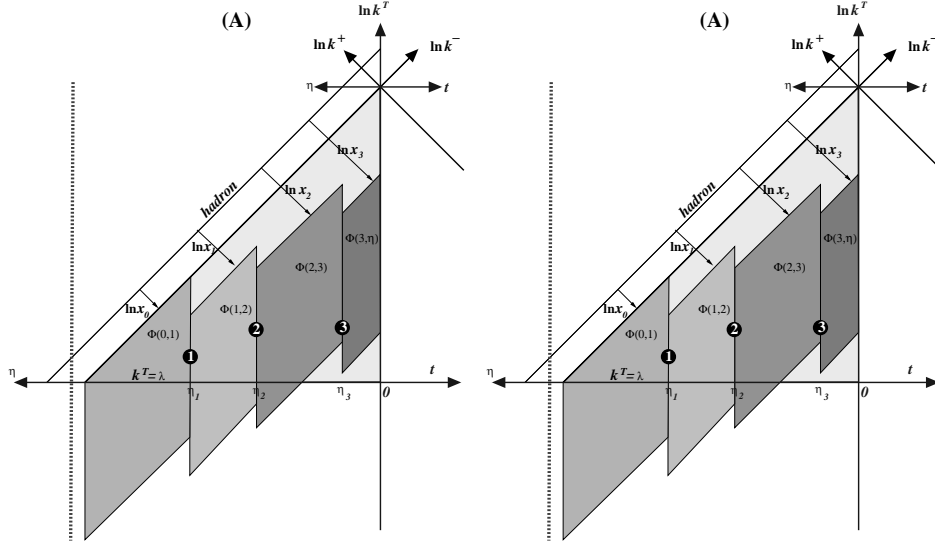 (A)
ln k^T
ln k^+
ln k^-
η
t
ln x_3
hadron
ln x_2
ln x_1
Φ(3,η)
Φ(2,3)
ln x_0
Φ(1,2)
Φ(0,1)
1
2
3
k^T = λ
η
t
η_1
η_2
η_3
0
(A)
ln k^T
ln k^+
ln k^-
η
t
ln x_3
hadron
ln x_2
ln x_1
Φ(3,η)
Φ(2,3)
ln x_0
Φ(1,2)
Φ(0,1)
1
2
3
k^T = λ
η
t
η_1
η_2
η_3
0